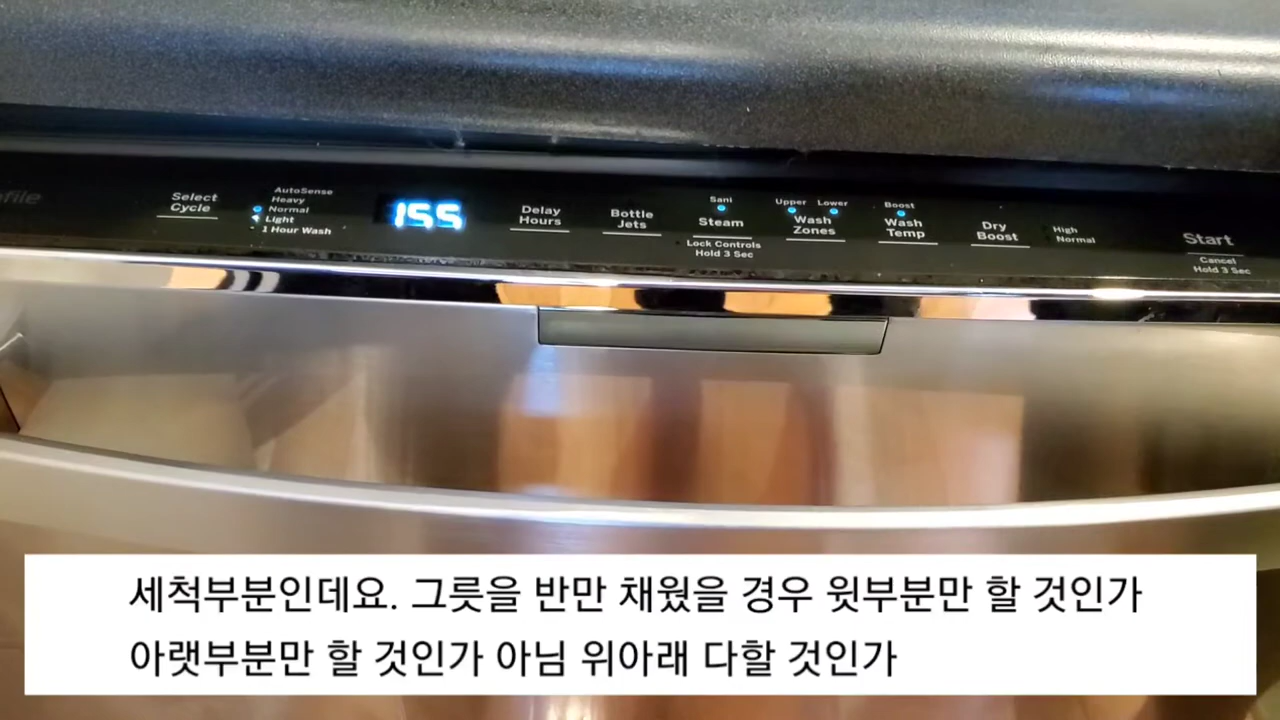 Select
Cycle
AutoSense
Heavy
Normal
Light
1 Hour Wash
155
Delay
Hours
Bottle
Jets
Sani
Steam
Lock Controls
Hold 3 Sec
Upper Lower
Wash
Zones
Boost
Wash
Temp
Dry
Boost
High
Normal
Start
Cancel
Hold 3 Sec
세척부분인데요. 그릇을 반만 채웠을 경우 윗부분만 할 것인가
아랫부분만 할 것인가 아님 위아래 다할 것인가